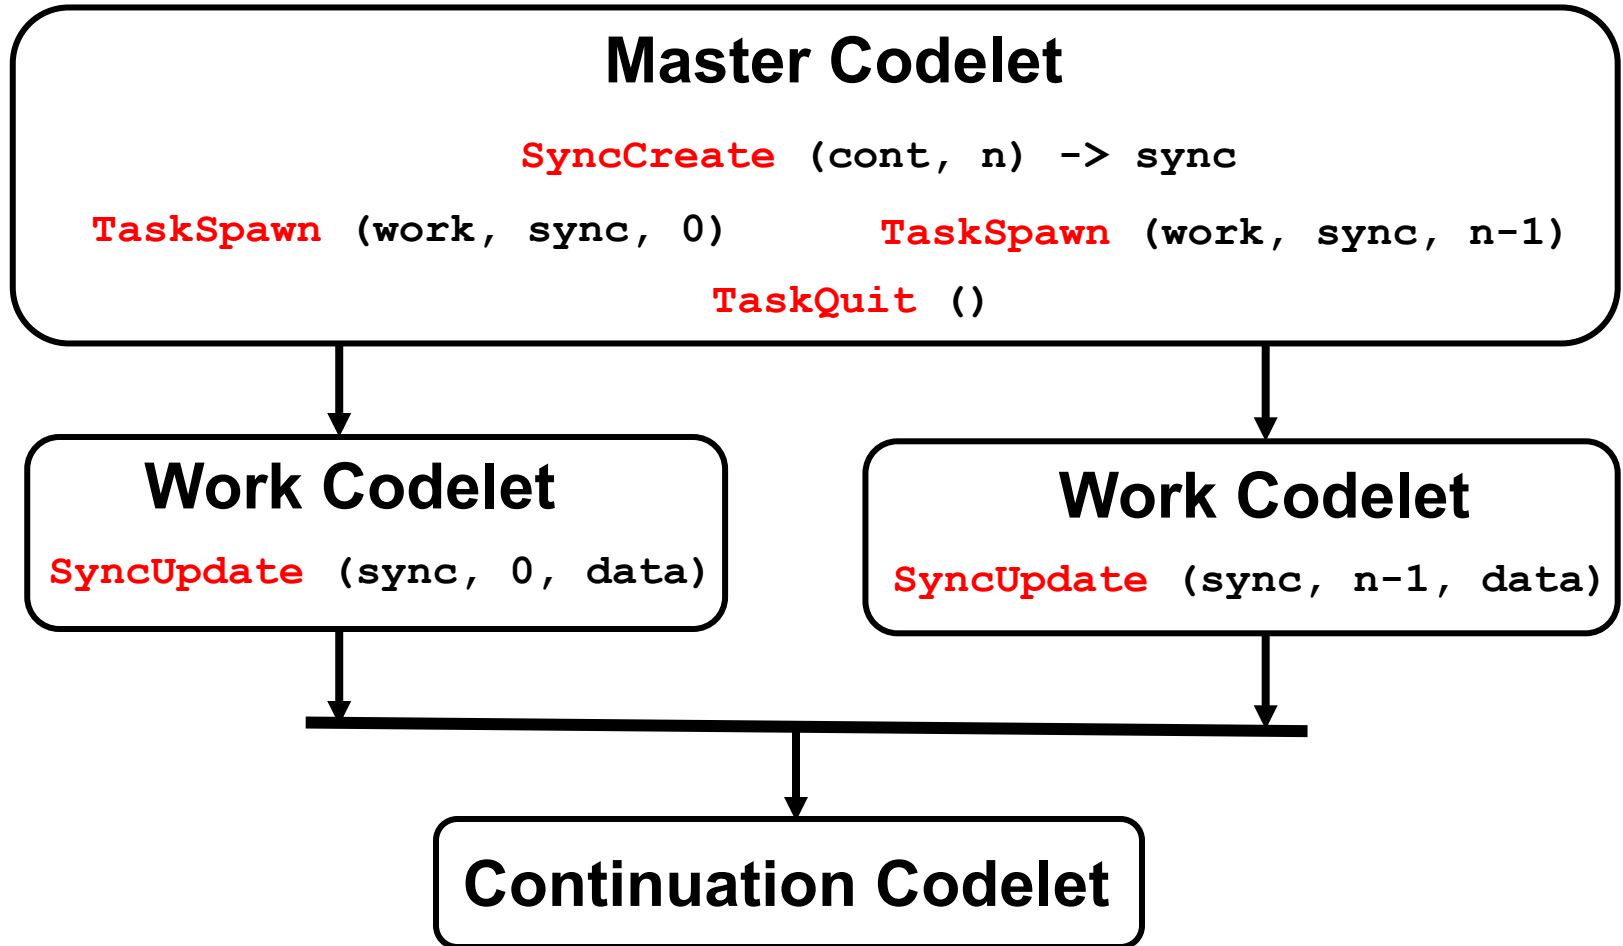 Master Codelet
SyncCreate (cont, n) -> sync
TaskSpawn (work, sync, 0)
TaskSpawn (work, sync, n-1)
TaskQuit ()
Work Codelet
SyncUpdate (sync, 0, data)
Work Codelet
SyncUpdate (sync, n-1, data)
Continuation Codelet